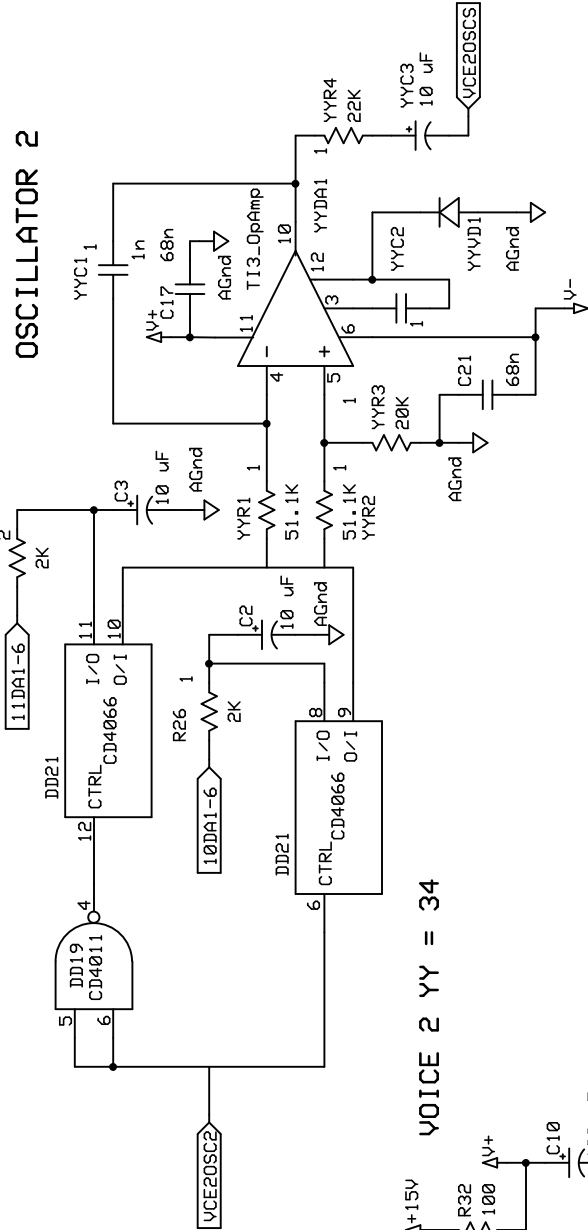 OSCILLATOR 2
11DA1-6
2K
C3
10 uF
AGnd
DD21
CTRL
CD4066
I/O
O/I
12
11
10
DD19
CD4011
5
6
4
VCE2OSC2
10DA1-6
R26
1
2K
C2
10 uF
AGnd
DD21
CTRL
CD4066
I/O
O/I
6
8
9
YYC1
1
1n
V+
C17
68n
AGnd
TI3_OpAmp
YYDA1
11
10
4
5
12
3
6
-
+
YYR1
1
51.1K
1
51.1K
YYR2
1
YYR3
20K
AGnd
C21
68n
V-
YYC2
1
YYVD1
AGnd
YYR4
1
22K
YYC3
10 uF
VCE2OSCS
VOICE 2 YY = 34
+15V
R32
100
V+
C10